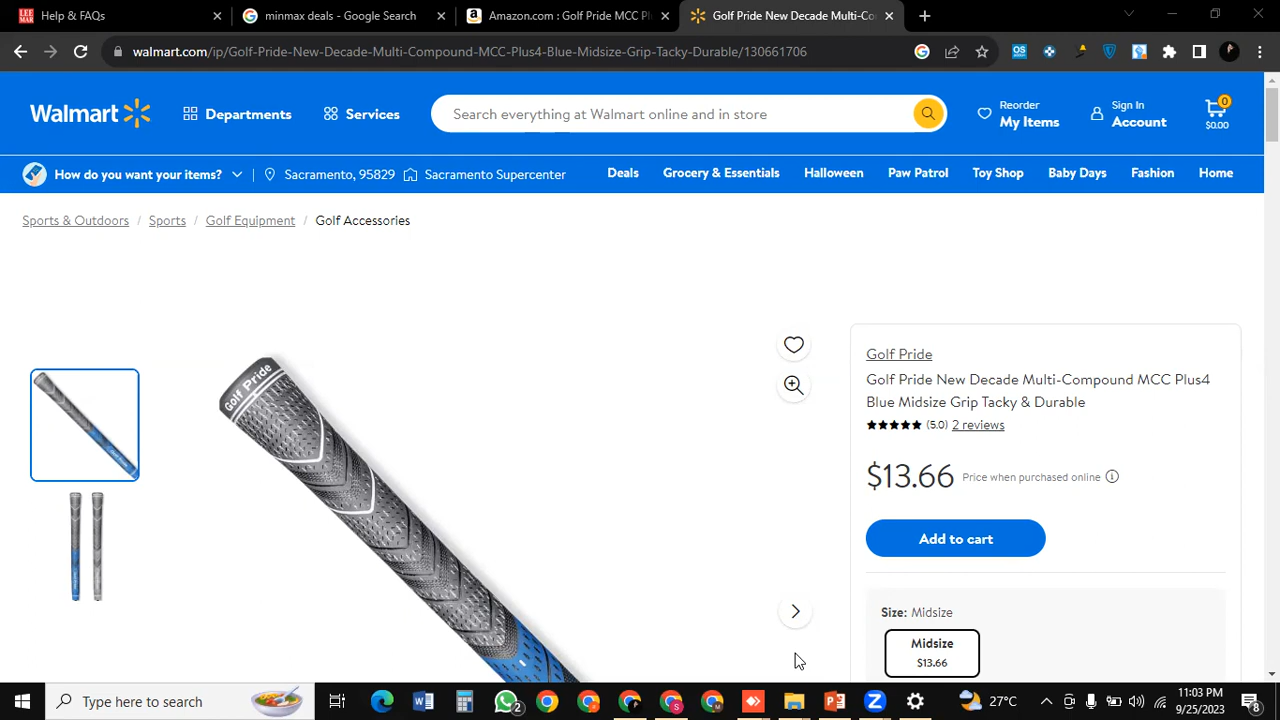 LEE MAR
Help & FAQs
minmax deals - Google Search
Amazon.com : Golf Pride MCC Pl
Golf Pride New Decade Multi-Co
walmart.com/ip/Golf-Pride-New-Decade-Multi-Compound-MCC-Plus4-Blue-Midsize-Grip-Tacky-Durable/130661706
Walmart
Departments
Services
Search everything at Walmart online and in store
Reorder
My Items
Sign In
Account
0
$0.00
How do you want your items?
Sacramento, 95829
Sacramento Supercenter
Deals
Grocery & Essentials
Halloween
Paw Patrol
Toy Shop
Baby Days
Fashion
Home
Sports & Outdoors / Sports / Golf Equipment / Golf Accessories
Golf Pride
Golf Pride
Golf Pride New Decade Multi-Compound MCC Plus4
Blue Midsize Grip Tacky & Durable
(5.0) 2 reviews
$13.66 Price when purchased online
Add to cart
Size: Midsize
Midsize
$13.66
Type here to search
2
27°C
11:03 PM
9/25/2023
8